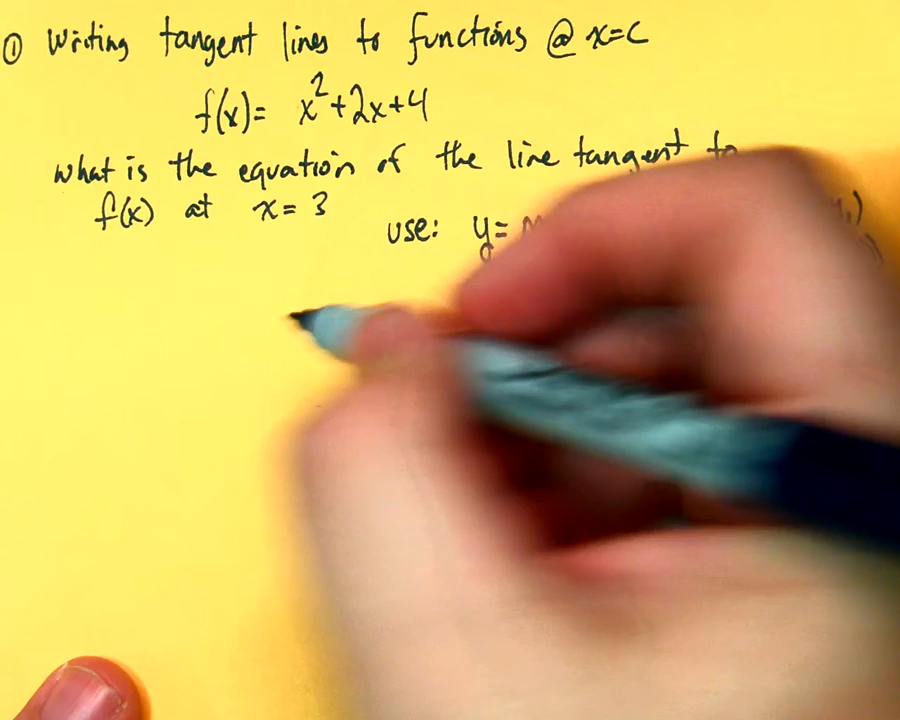 ① Writing tangent lines to functions @ x=c
f(x)= x²+2x+4
what is the equation of the line tangent to
f(x) at x= 3
use: y=